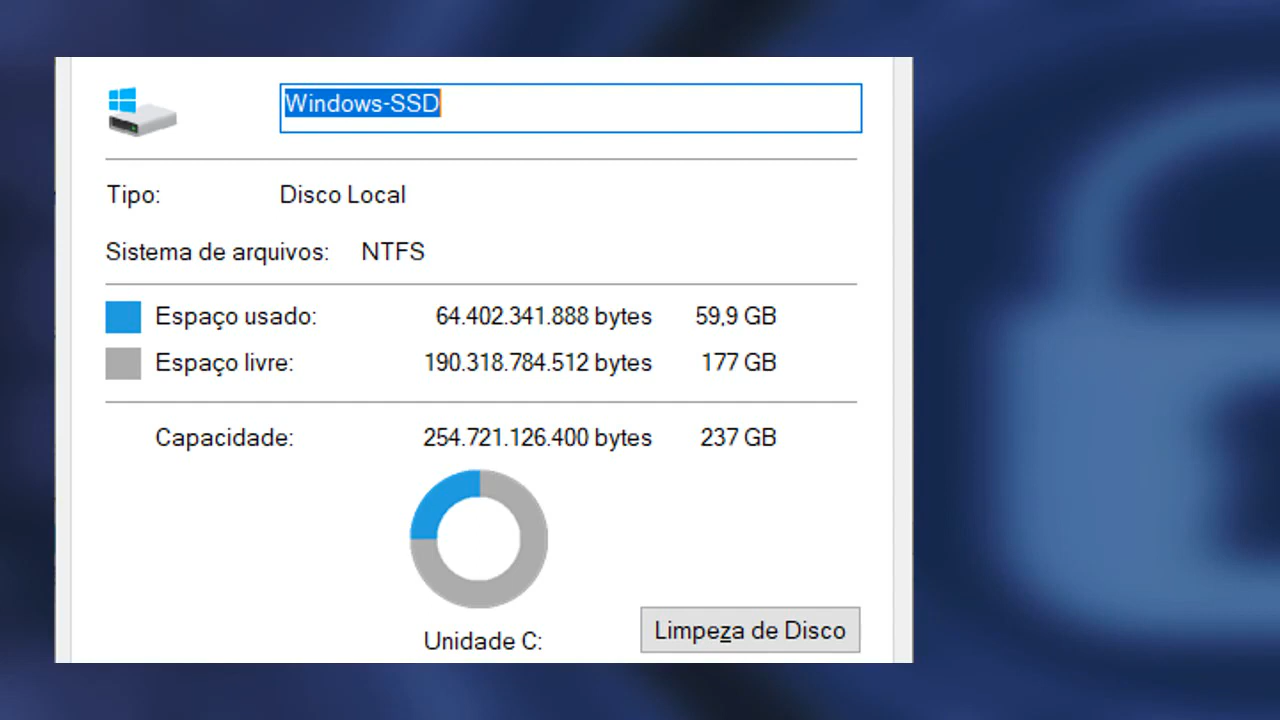 Windows-SSD
Tipo: Disco Local
Sistema de arquivos: NTFS
Espaço usado: 64.402.341.888 bytes 59,9 GB
Espaço livre: 190.318.784.512 bytes 177 GB
Capacidade: 254.721.126.400 bytes 237 GB
Unidade C:
Limpeza de Disco